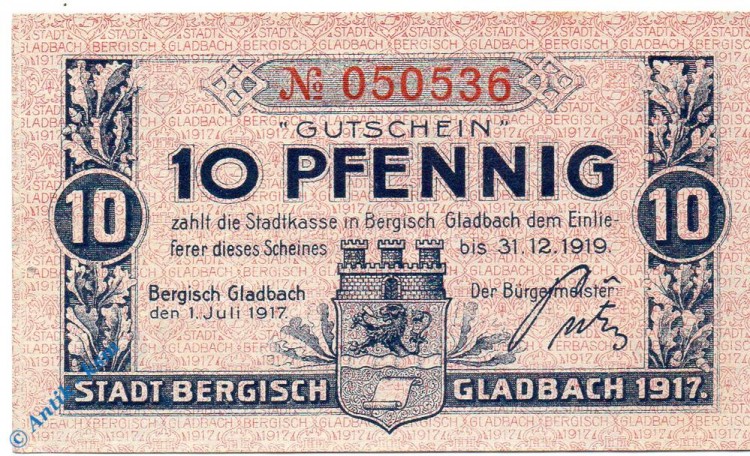 № 050536
"GUTSCHEIN"
10 PFENNIG
10
10
zahlt die Stadtkasse in Bergisch Gladbach dem Einlie-
ferer dieses Scheines bis 31.12.1919.
Bergisch Gladbach
den 1. Juli 1917
Der Bürgermeister:
STADT BERGISCH GLADBACH 1917.